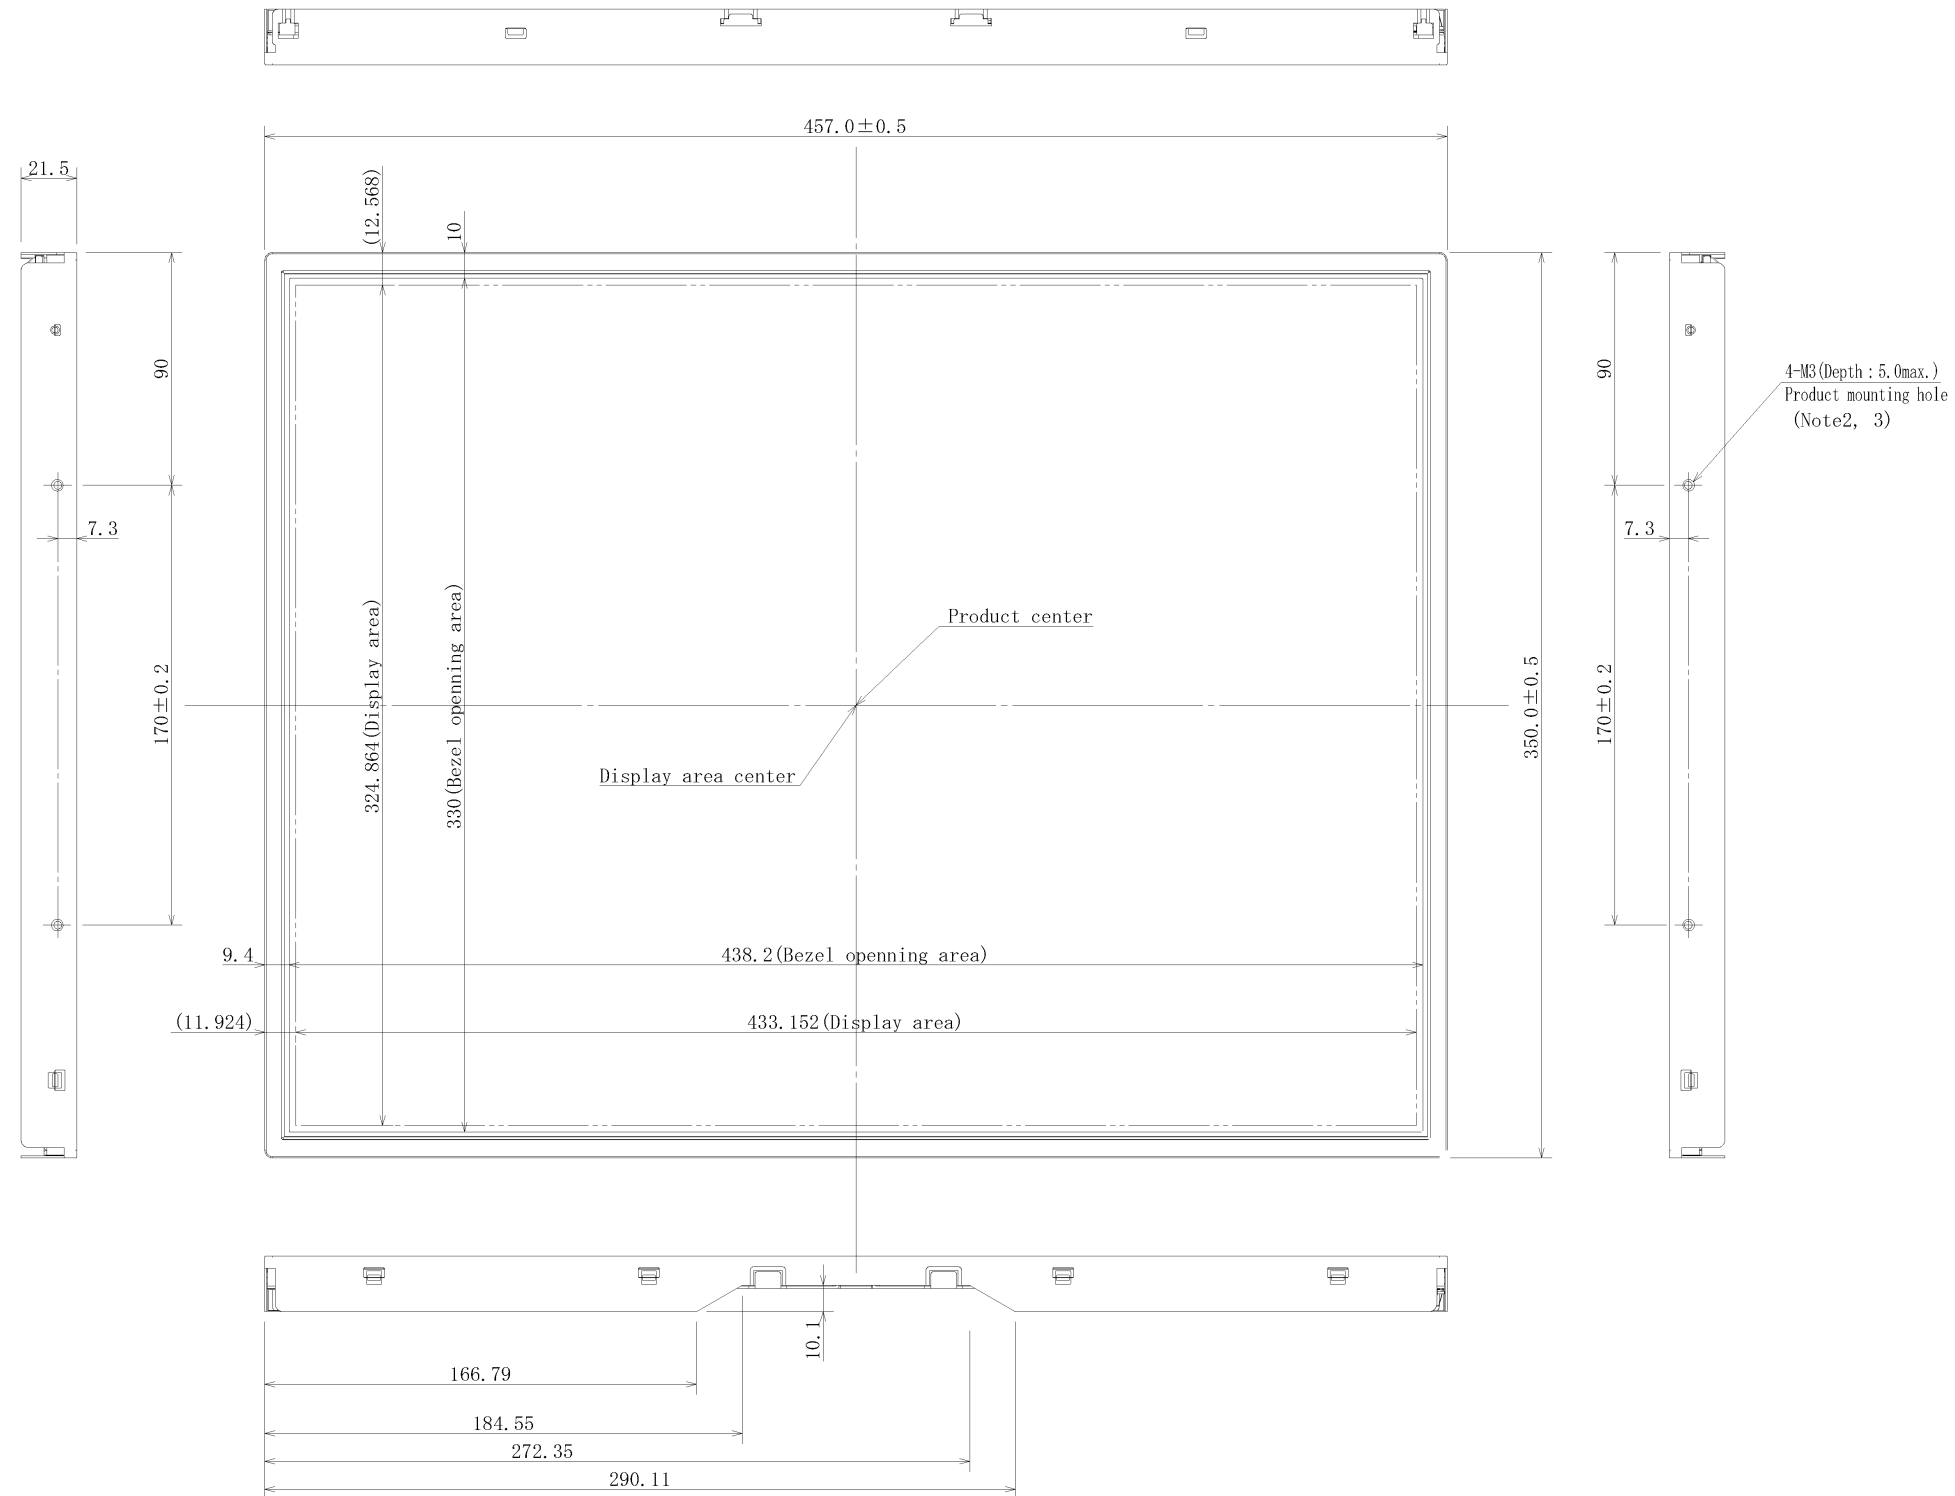 457.0±0.5
21.5
(12.568)
10
90
90
4-M3(Depth：5.0max.)
Product mounting hole
(Note2, 3)
7.3
7.3
324.864(Display area)
330(Bezel openning area)
Product center
170±0.2
350.0±0.5
170±0.2
Display area center
9.4
438.2(Bezel openning area)
(11.924)
433.152(Display area)
10.1
166.79
184.55
272.35
290.11